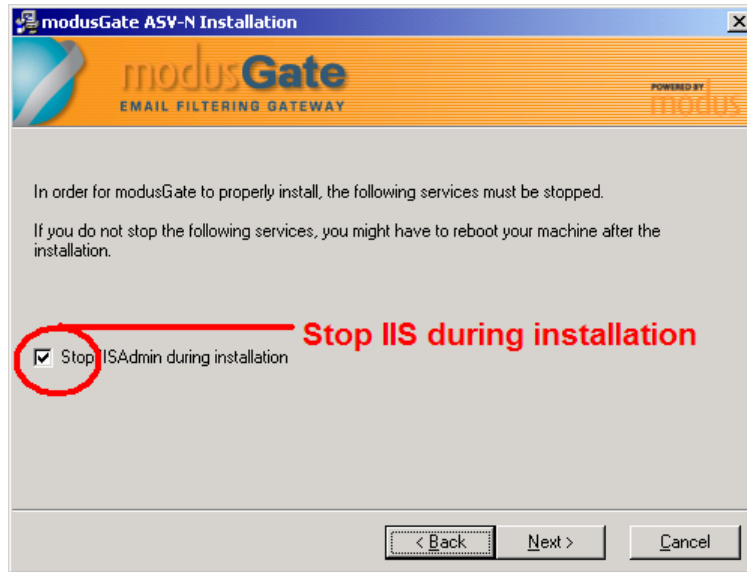 modusGate ASV-N Installation
modusGate
EMAIL FILTERING GATEWAY
POWERED BY
modus
In order for modusGate to properly install, the following services must be stopped.
If you do not stop the following services, you might have to reboot your machine after the
installation.
Stop IIS during installation
Stop IISAdmin during installation
< Back
Next >
Cancel